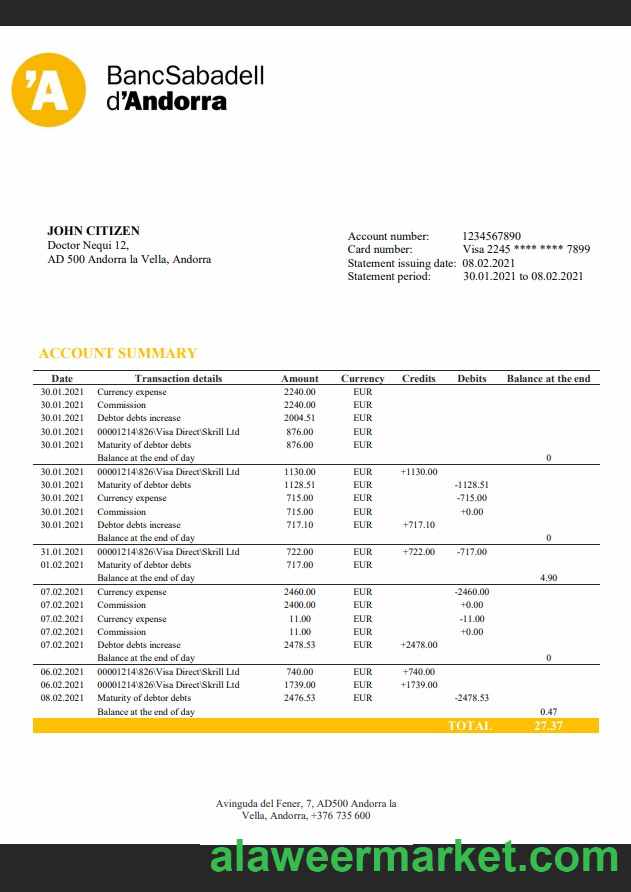 'A
BancSabadell
d'Andorra
JOHN CITIZEN
Doctor Nequi 12,
AD 500 Andorra la Vella, Andorra
Account number: 1234567890
Card number: Visa 2245 **** **** 7899
Statement issuing date: 08.02.2021
Statement period: 30.01.2021 to 08.02.2021
ACCOUNT SUMMARY
Date Transaction details Amount Currency Credits Debits Balance at the end
30.01.2021 Currency expense 2240.00 EUR
30.01.2021 Commission 2240.00 EUR
30.01.2021 Debtor debts increase 2004.51 EUR
30.01.2021 00001214\826\Visa Direct\Skrill Ltd 876.00 EUR
30.01.2021 Maturity of debtor debts 876.00 EUR
Balance at the end of day 0
30.01.2021 00001214\826\Visa Direct\Skrill Ltd 1130.00 EUR +1130.00
30.01.2021 Maturity of debtor debts 1128.51 EUR -1128.51
30.01.2021 Currency expense 715.00 EUR -715.00
30.01.2021 Commission 715.00 EUR +0.00
30.01.2021 Debtor debts increase 717.10 EUR +717.10
Balance at the end of day 0
31.01.2021 00001214\826\Visa Direct\Skrill Ltd 722.00 EUR +722.00 -717.00
01.02.2021 Maturity of debtor debts 717.00 EUR
Balance at the end of day 4.90
07.02.2021 Currency expense 2460.00 EUR -2460.00
07.02.2021 Commission 2400.00 EUR +0.00
07.02.2021 Currency expense 11.00 EUR -11.00
07.02.2021 Commission 11.00 EUR +0.00
07.02.2021 Debtor debts increase 2478.53 EUR +2478.00
Balance at the end of day 0
06.02.2021 00001214\826\Visa Direct\Skrill Ltd 740.00 EUR +740.00
06.02.2021 00001214\826\Visa Direct\Skrill Ltd 1739.00 EUR +1739.00
08.02.2021 Maturity of debtor debts 2476.53 EUR -2478.53
Balance at the end of day 0.47
TOTAL 27.37
Avinguda del Fener, 7, AD500 Andorra la
Vella, Andorra, +376 735 600
alaweermarket.com